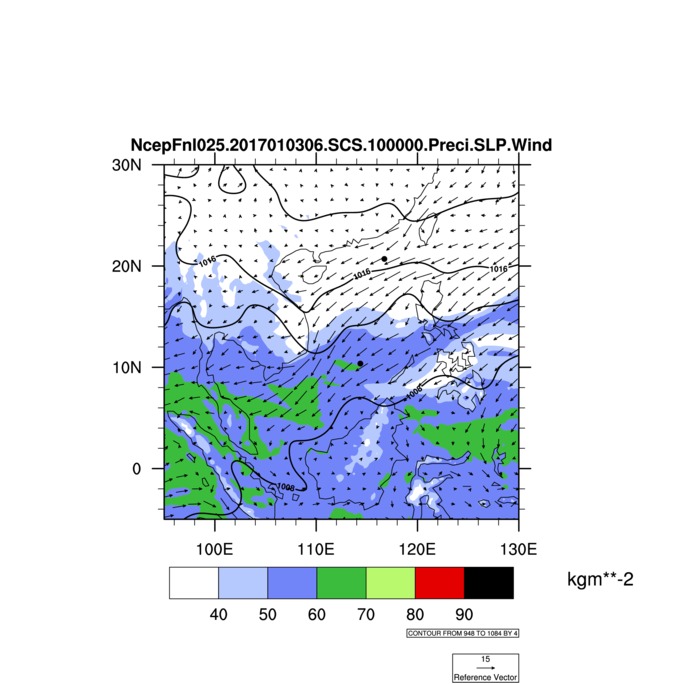 NcepFnl025.2017010306.SCS.100000.Preci.SLP.Wind
30N
20N
10N
0
1016
1016
1016
1008
1008
100E 110E 120E 130E
40 50 60 70 80 90
kgm**-2
CONTOUR FROM 948 TO 1084 BY 4
15
Reference Vector